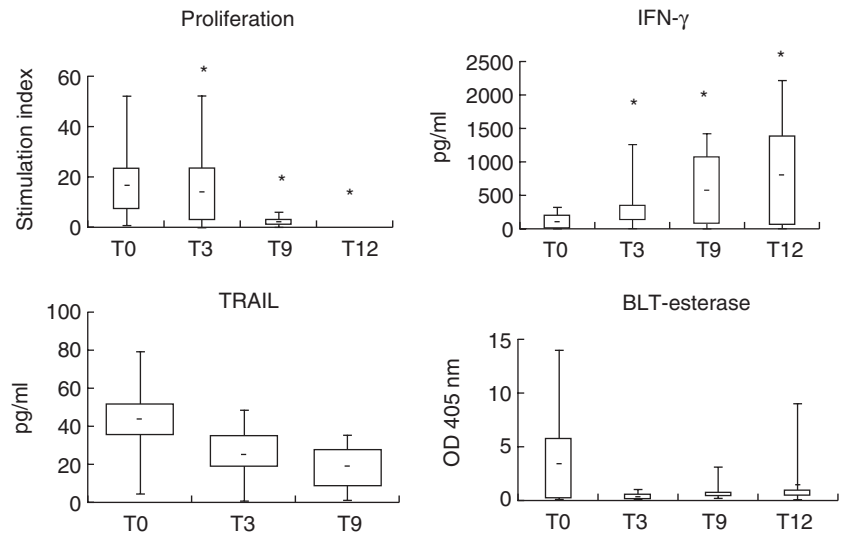 Proliferation
Stimulation index
60
40
20
0
*
*
*
T0 T3 T9 T12
IFN-γ
pg/ml
2500
2000
1500
1000
500
0
*
*
*
T0 T3 T9 T12
TRAIL
pg/ml
100
80
60
40
20
0
T0 T3 T9
BLT-esterase
OD 405 nm
15
10
5
0
T0 T3 T9 T12